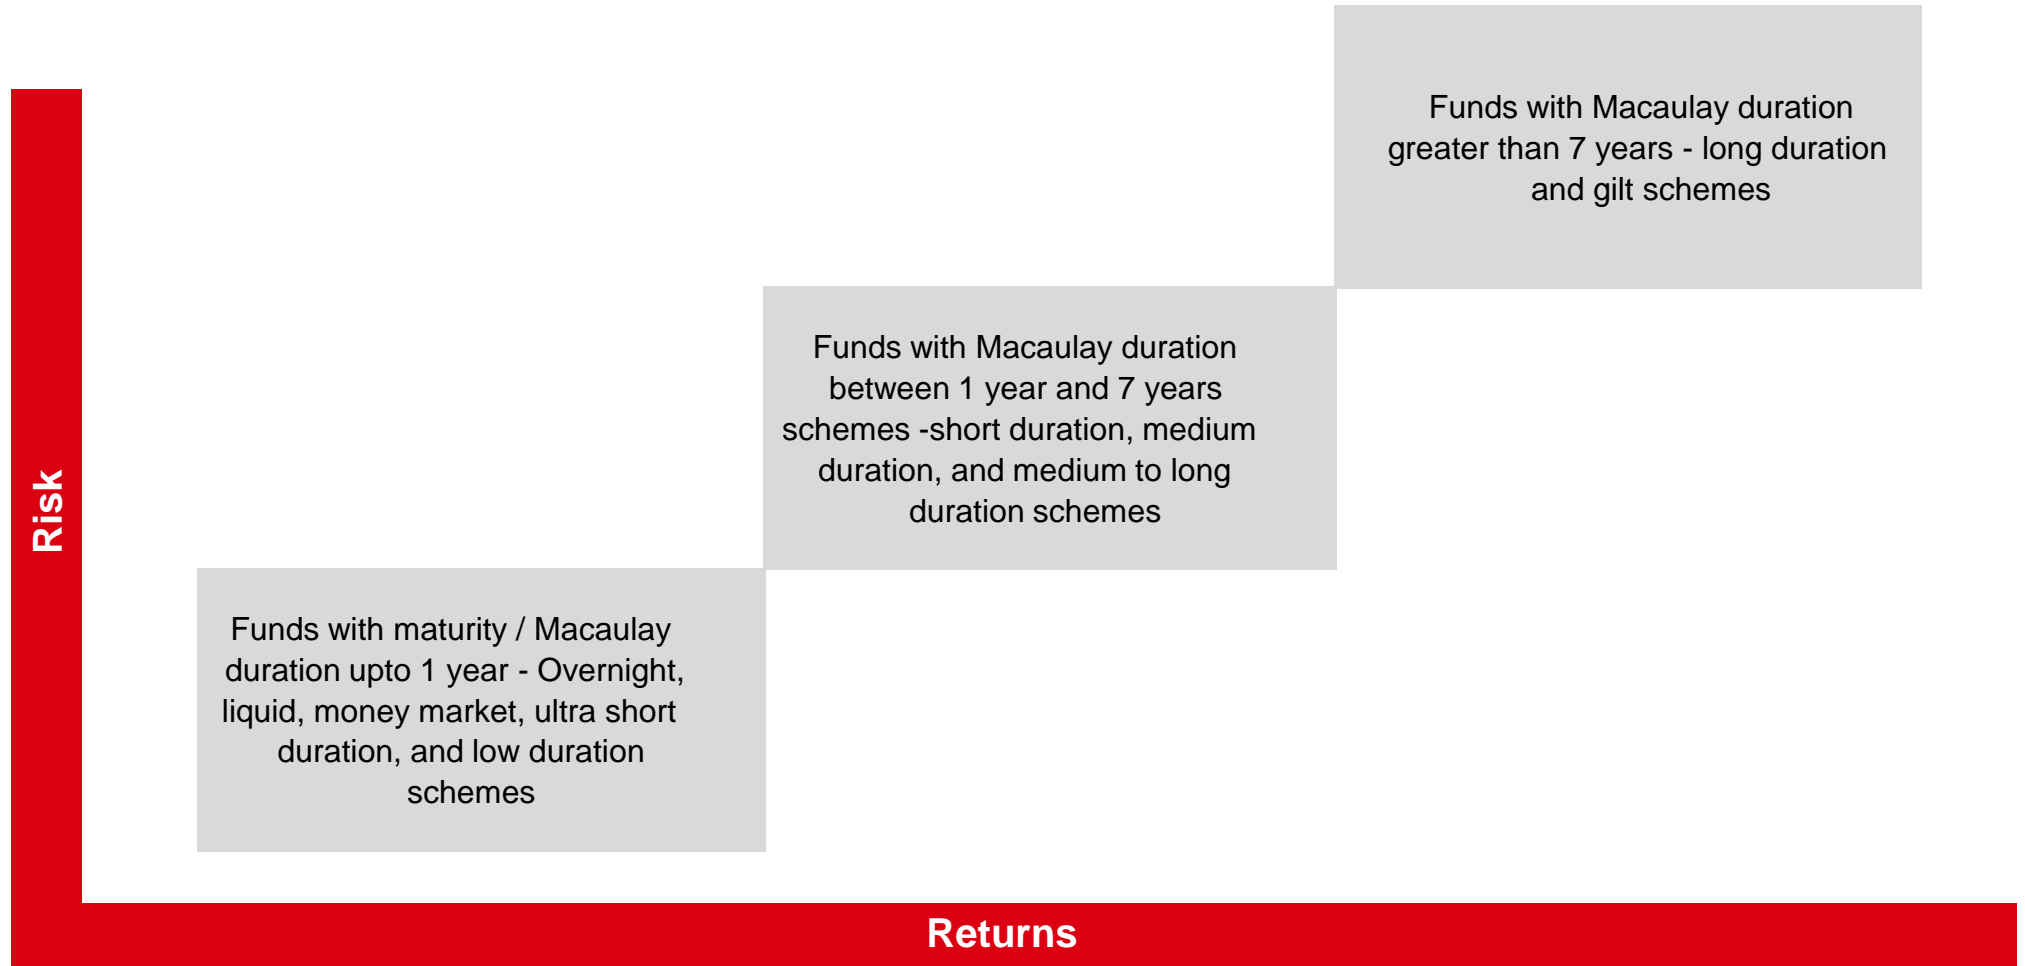 Funds with Macaulay duration
greater than 7 years - long duration
and gilt schemes
Funds with Macaulay duration
between 1 year and 7 years
schemes -short duration, medium
duration, and medium to long
duration schemes
Risk
Funds with maturity / Macaulay
duration upto 1 year - Overnight,
liquid, money market, ultra short
duration, and low duration
schemes
Returns